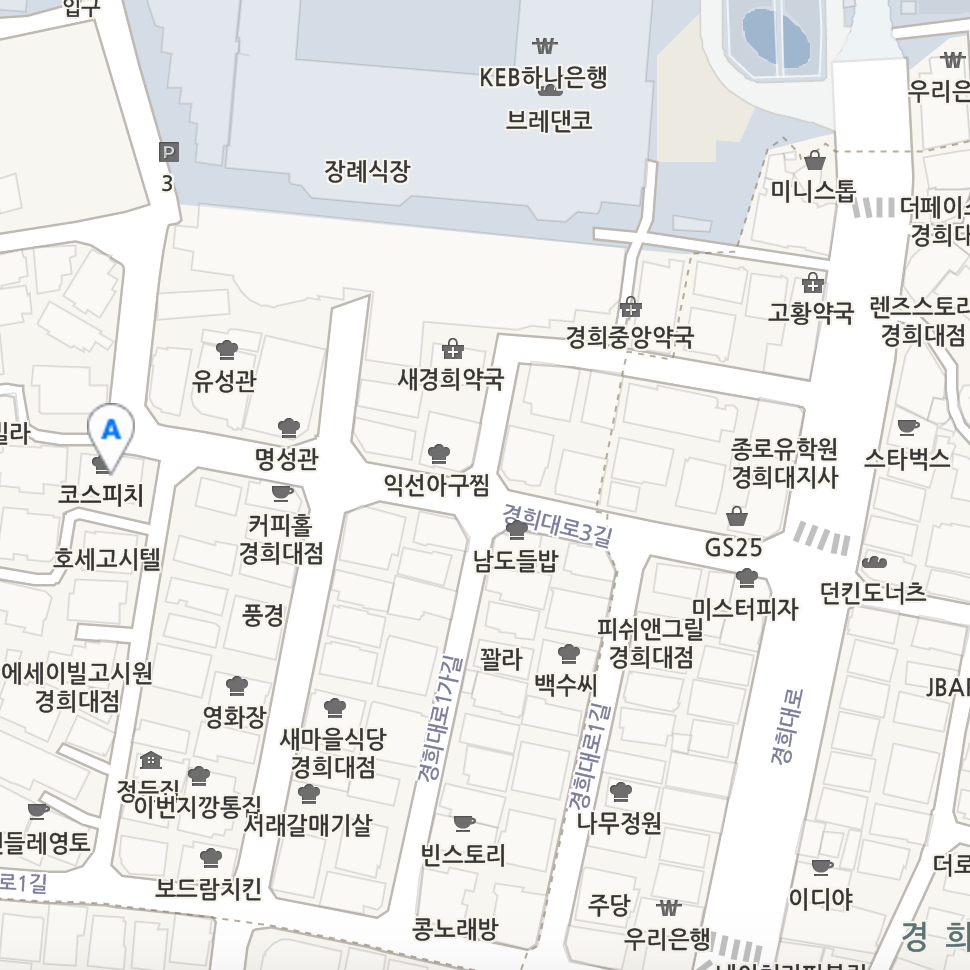 입구
₩
KEB하나은행
브레댄코
₩
우리은
P
3
장례식장
미니스톱
더페이스
경희대
고황약국
렌즈스토리
경희대점
경희중앙약국
유성관
새경희약국
A
빌라
명성관
종로유학원
경희대지사
스타벅스
코스피치
익선아구찜
커피홀
경희대점
경희대로3길
GS25
호세고시텔
남도들밥
던킨도너츠
미스터피자
풍경
피쉬앤그릴
경희대점
꽐라
백수씨
에세이빌고시원
경희대점
JBAR
영화장
경희대로1가길
경희대로1길
경희대로
새마을식당
경희대점
정든집
이번지깡통집
서래갈매기살
나무정원
민들레영토
빈스토리
더로
로1길
보드람치킨
주당
이디야
₩
우리은행
콩노래방
경 희